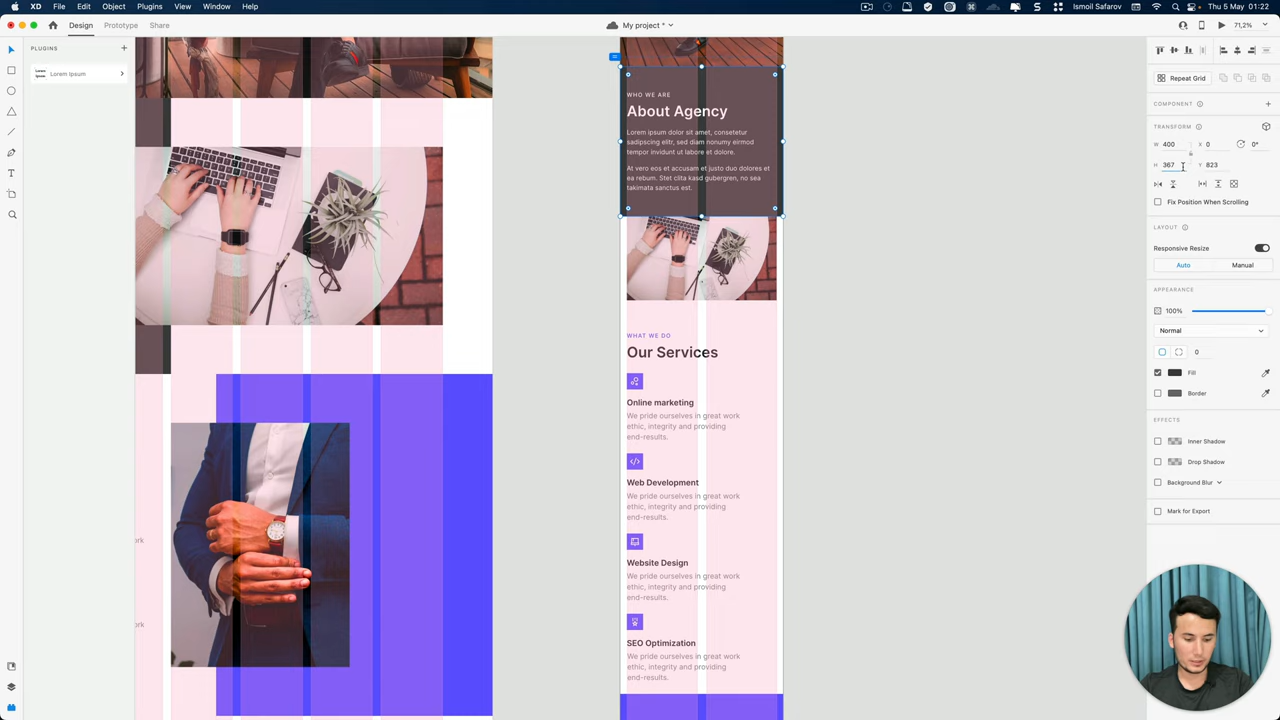 XD File Edit Object Plugins View Window Help
Ismoil Safarov
Thu 5 May 01:22
Design Prototype Share
My project *
71,2%
PLUGINS
Lorem Ipsum
Lorem Ipsum
WHO WE ARE
About Agency
Lorem ipsum dolor sit amet, consetetur
sadipscing elitr, sed diam nonumy eirmod
tempor invidunt ut labore et dolore.
At vero eos et accusam et justo duo dolores et
ea rebum. Stet clita kasd gubergren, no sea
takimata sanctus est.
WHAT WE DO
Our Services
Online marketing
We pride ourselves in great work
ethic, integrity and providing
end-results.
Web Development
We pride ourselves in great work
ethic, integrity and providing
end-results.
Website Design
We pride ourselves in great work
ethic, integrity and providing
end-results.
SEO Optimization
We pride ourselves in great work
ethic, integrity and providing
end-results.
ork
ork
Repeat Grid
COMPONENT
TRANSFORM
W 400 X 0 0°
H 367 Y 823
Fix Position When Scrolling
LAYOUT
Responsive Resize
Auto Manual
APPEARANCE
100%
Normal
0
Fill
Border
EFFECTS
Inner Shadow
Drop Shadow
Background Blur
Mark for Export